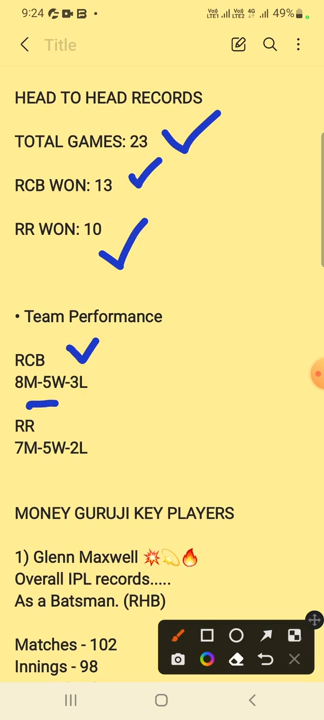 9:24 49%
Title
HEAD TO HEAD RECORDS
TOTAL GAMES: 23
RCB WON: 13
RR WON: 10
• Team Performance
RCB
8M-5W-3L
RR
7M-5W-2L
MONEY GURUJI KEY PLAYERS
1) Glenn Maxwell 💥💫🔥
Overall IPL records.....
As a Batsman. (RHB)
Matches - 102
Innings - 98